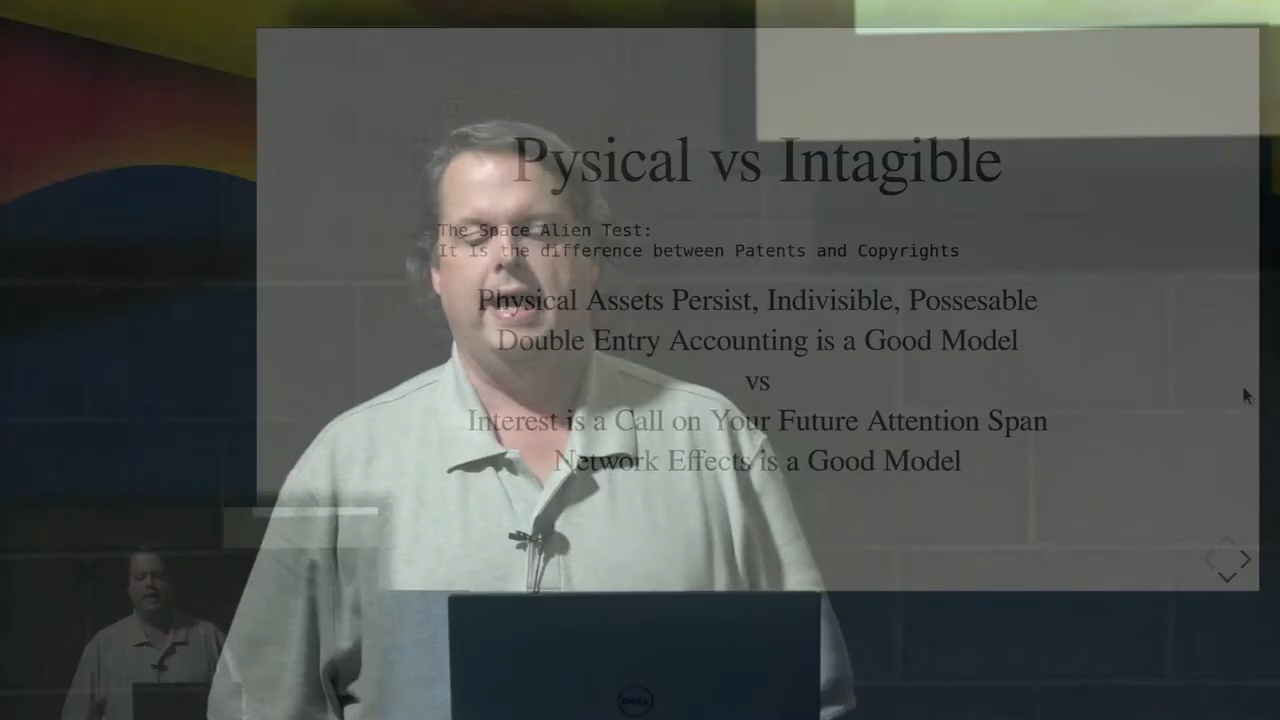 Pysical vs Intagible
The Space Alien Test:
It Is the difference between Patents and Copyrights
Physical Assets Persist, Indivisible, Possesable
Double Entry Accounting is a Good Model
vs
Interest is a Call on Your Future Attention Span
Network Effects is a Good Model
DELL